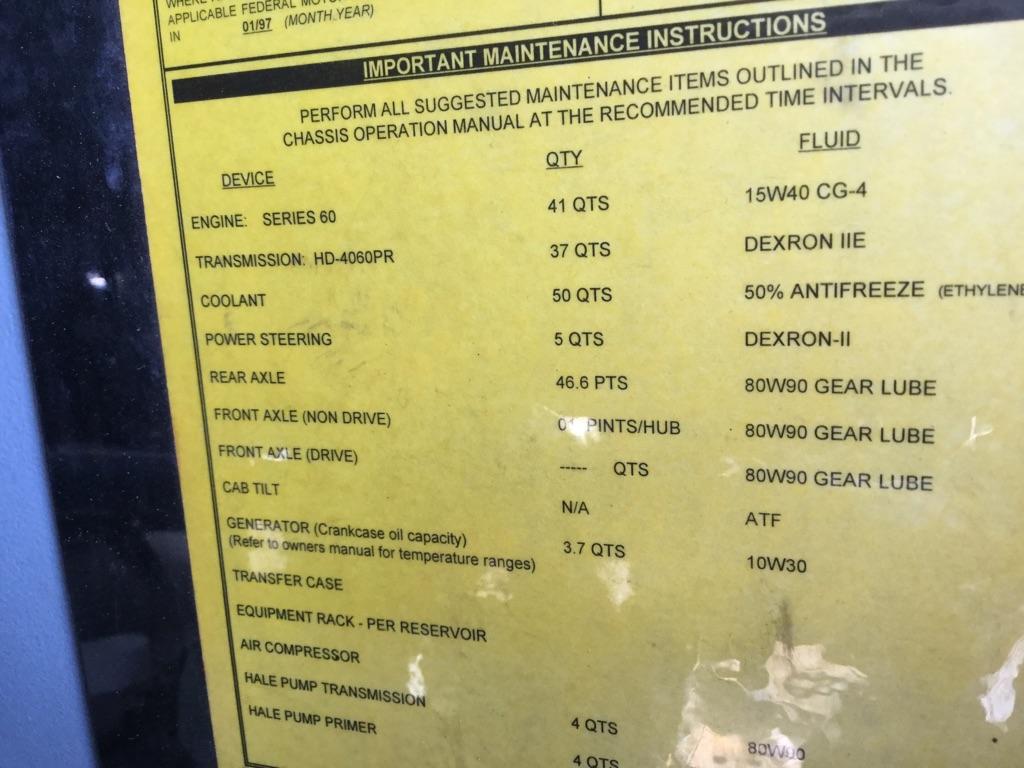 APPLICABLE FEDERAL
IN 01/97 (MONTH.YEAR)
IMPORTANT MAINTENANCE INSTRUCTIONS
PERFORM ALL SUGGESTED MAINTENANCE ITEMS OUTLINED IN THE
CHASSIS OPERATION MANUAL AT THE RECOMMENDED TIME INTERVALS.
DEVICE QTY FLUID
ENGINE: SERIES 60 41 QTS 15W40 CG-4
TRANSMISSION: HD-4060PR 37 QTS DEXRON IIE
COOLANT 50 QTS 50% ANTIFREEZE (ETHYLENE
POWER STEERING 5 QTS DEXRON-II
REAR AXLE 46.6 PTS 80W90 GEAR LUBE
FRONT AXLE (NON DRIVE) PINTS/HUB 80W90 GEAR LUBE
FRONT AXLE (DRIVE) ----- QTS 80W90 GEAR LUBE
CAB TILT N/A ATF
GENERATOR (Crankcase oil capacity) 3.7 QTS 10W30
(Refer to owners manual for temperature ranges)
TRANSFER CASE
EQUIPMENT RACK - PER RESERVOIR
AIR COMPRESSOR
HALE PUMP TRANSMISSION 4 QTS 80W90
HALE PUMP PRIMER 4 QTS